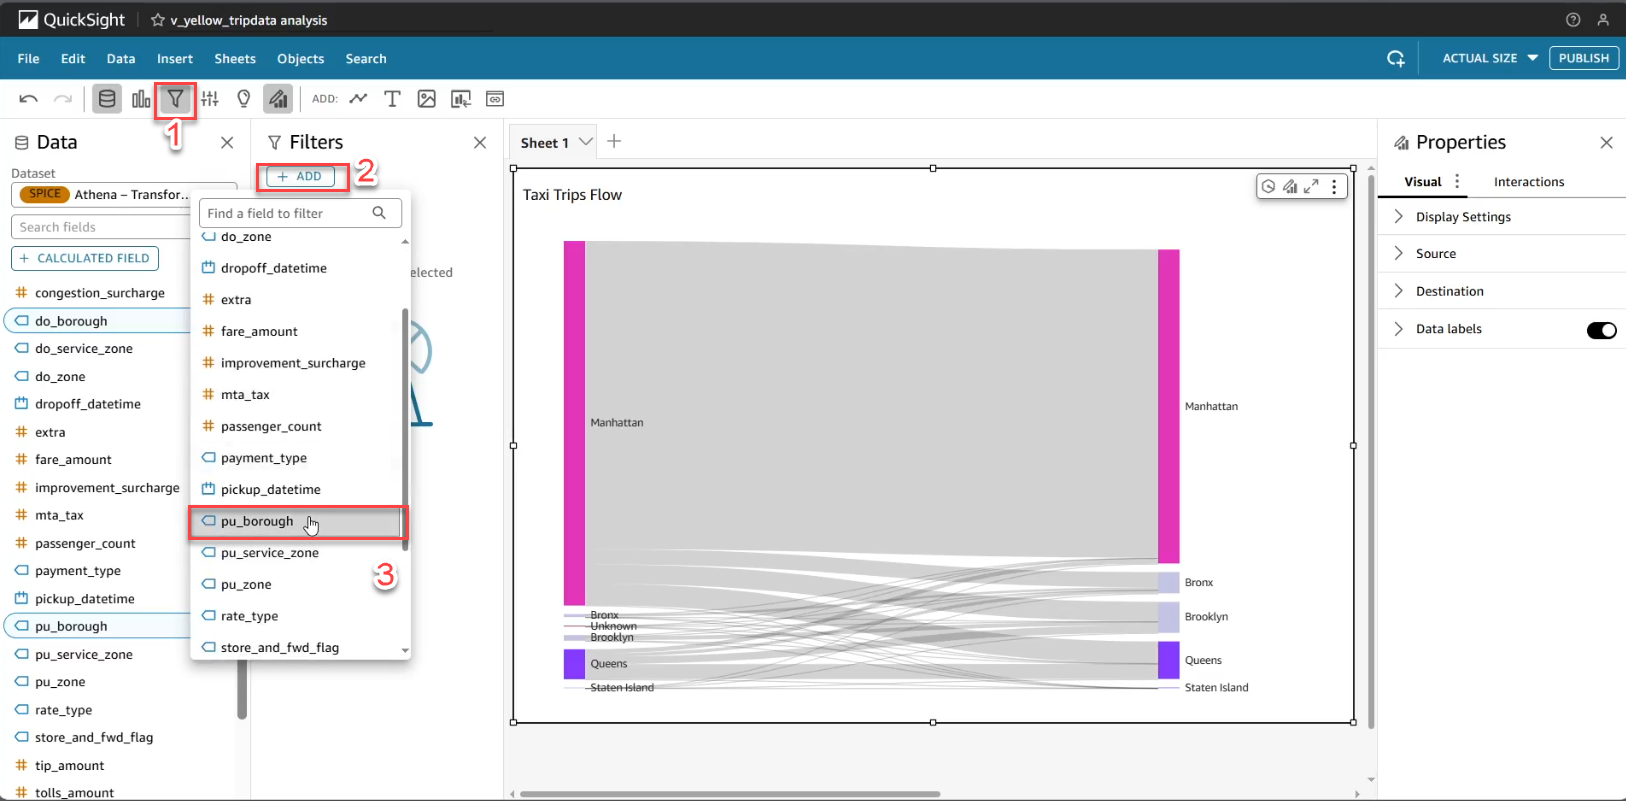 QuickSight
v_yellow_tripdata analysis
File Edit Data Insert Sheets Objects Search
ACTUAL SIZE
PUBLISH
ADD:
1
Data
Dataset
SPICE Athena – Transfor...
Search fields
+ CALCULATED FIELD
congestion_surcharge
do_borough
do_service_zone
do_zone
dropoff_datetime
extra
fare_amount
improvement_surcharge
mta_tax
passenger_count
payment_type
pickup_datetime
pu_borough
pu_service_zone
pu_zone
rate_type
store_and_fwd_flag
tip_amount
tolls_amount
Filters
+ ADD
2
Find a field to filter
do_zone
dropoff_datetime
extra
fare_amount
improvement_surcharge
mta_tax
passenger_count
payment_type
pickup_datetime
pu_borough
pu_service_zone
3
pu_zone
rate_type
store_and_fwd_flag
elected
Sheet 1
Taxi Trips Flow
Manhattan
Bronx
Unknown
Brooklyn
Queens
Staten Island
Manhattan
Bronx
Brooklyn
Queens
Staten Island
Properties
Visual
Interactions
Display Settings
Source
Destination
Data labels